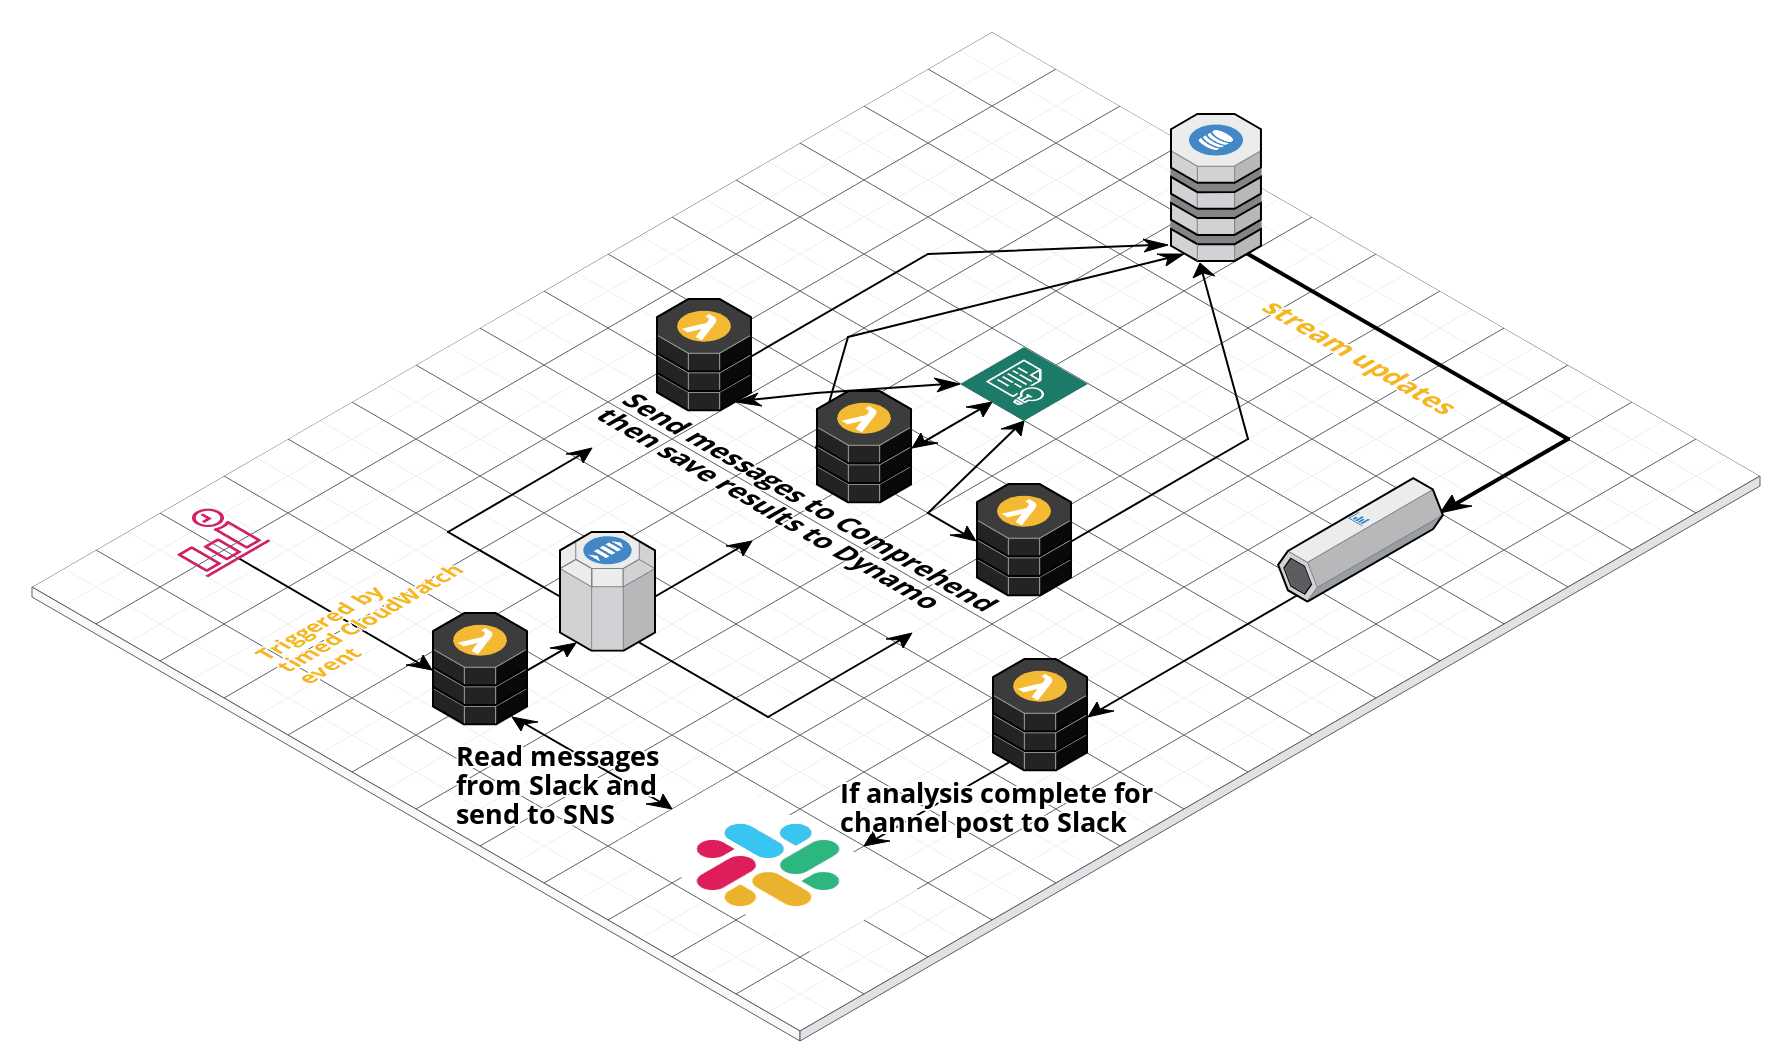 stream updates
Send messages to Comprehend
then save results to Dynamo
Triggered by
timed CloudWatch
event
Read messages
from Slack and
send to SNS
If analysis complete for
channel post to Slack